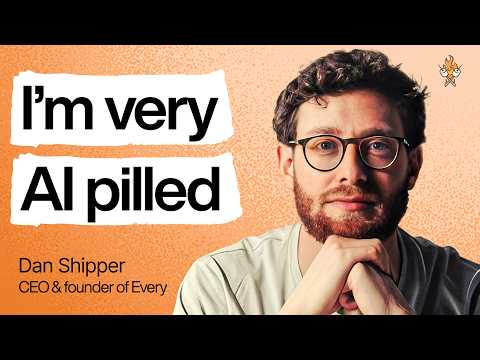 I'm very
AI pilled
Dan Shipper
CEO & founder of Every